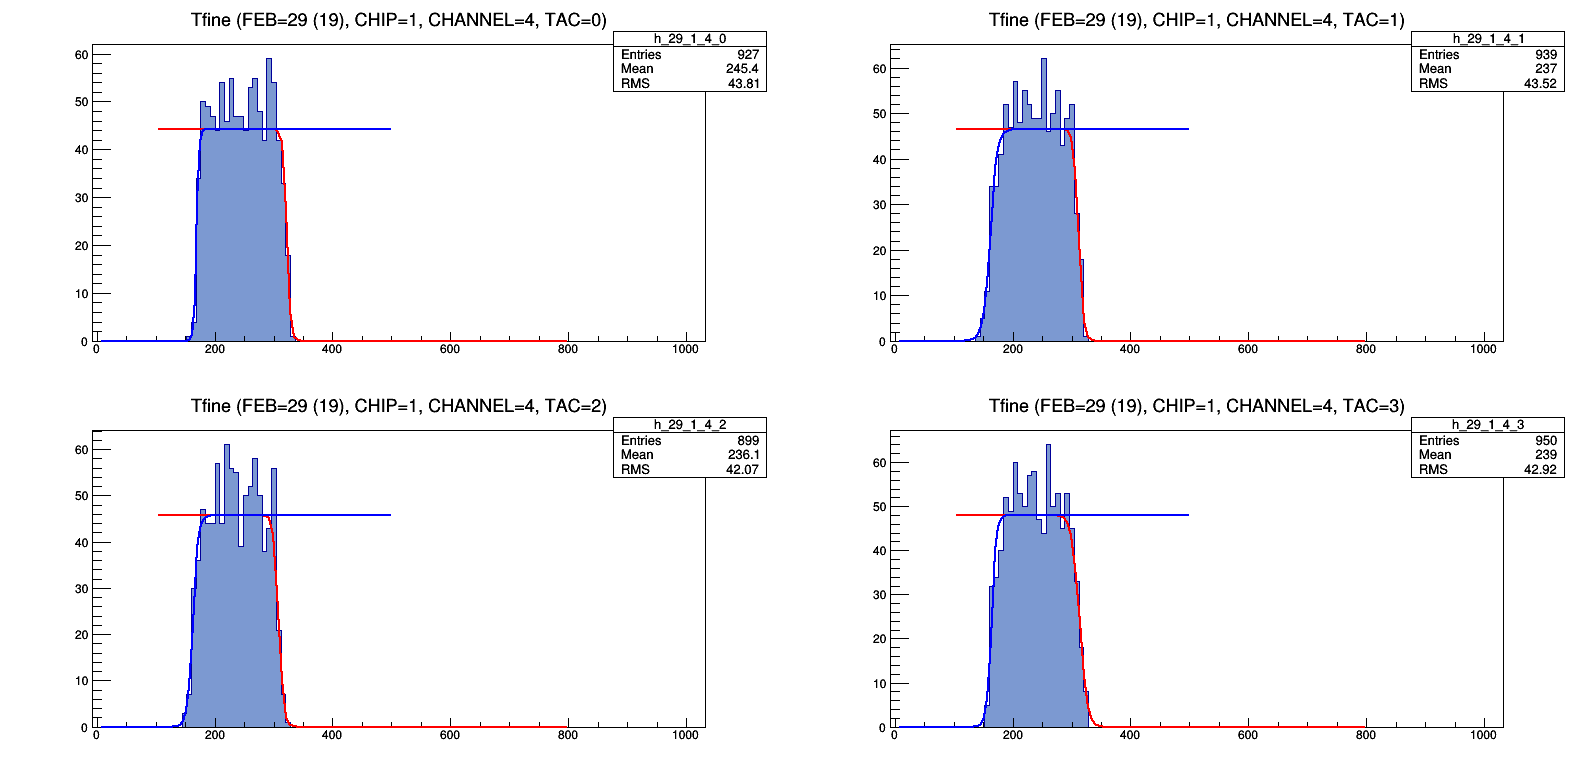 Tfine (FEB=29 (19), CHIP=1, CHANNEL=4, TAC=0)
h_29_1_4_0
Entries 927
Mean 245.4
RMS 43.81
60
50
40
30
20
10
0
0 200 400 600 800 1000
Tfine (FEB=29 (19), CHIP=1, CHANNEL=4, TAC=1)
h_29_1_4_1
Entries 939
Mean 237
RMS 43.52
60
50
40
30
20
10
0
0 200 400 600 800 1000
Tfine (FEB=29 (19), CHIP=1, CHANNEL=4, TAC=2)
h_29_1_4_2
Entries 899
Mean 236.1
RMS 42.07
60
50
40
30
20
10
0
0 200 400 600 800 1000
Tfine (FEB=29 (19), CHIP=1, CHANNEL=4, TAC=3)
h_29_1_4_3
Entries 950
Mean 239
RMS 42.92
60
50
40
30
20
10
0
0 200 400 600 800 1000